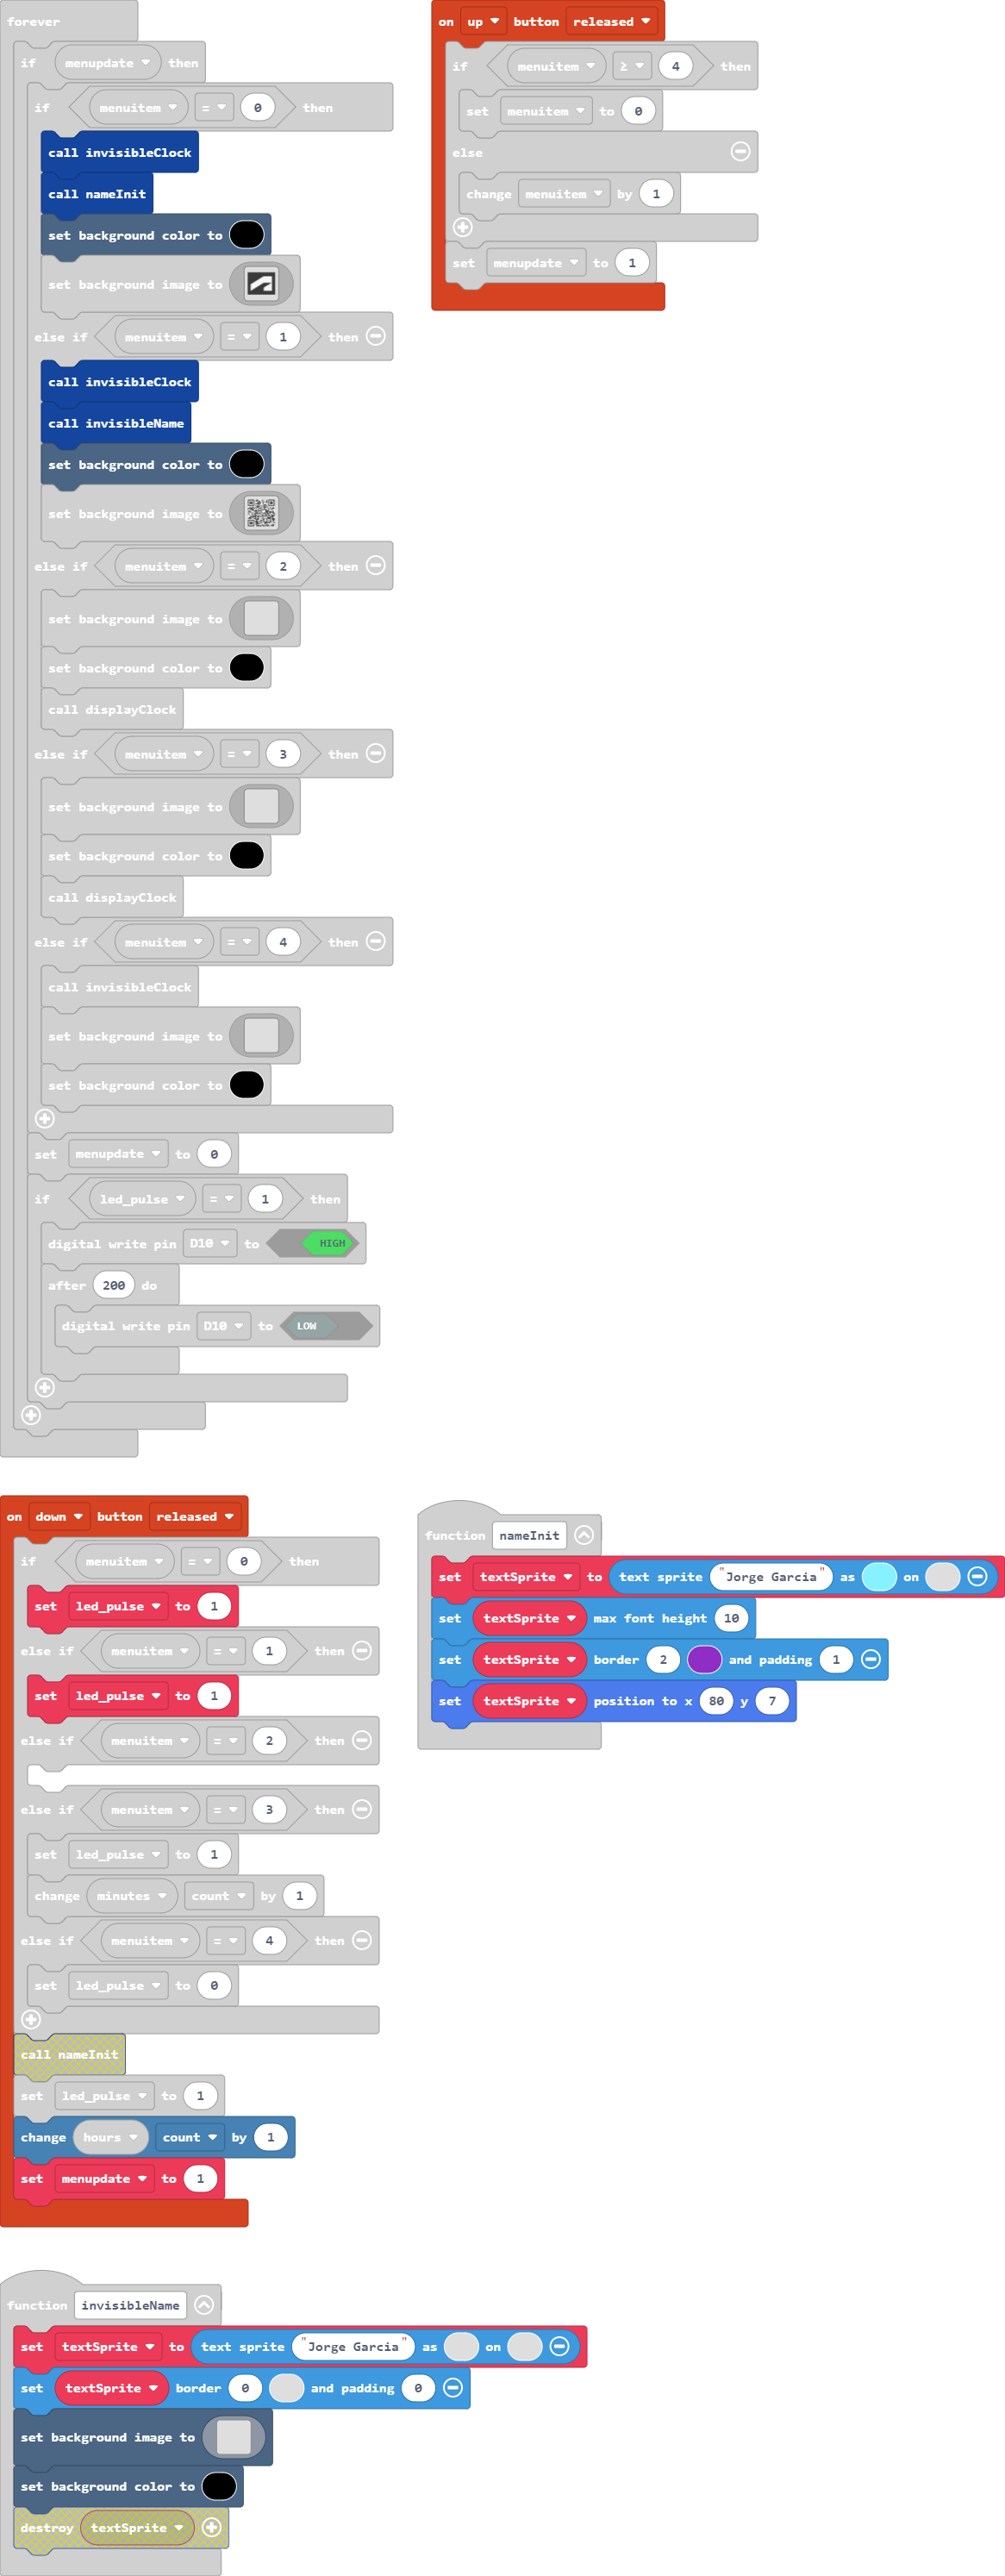 forever
if menupdate then
if menuitem = 0 then
call invisibleClock
call nameInit
set background color to
set background image to
else if menuitem = 1 then
call invisibleClock
call invisibleName
set background color to
set background image to
else if menuitem = 2 then
set background image to
set background color to
call displayClock
else if menuitem = 3 then
set background image to
set background color to
call displayClock
else if menuitem = 4 then
call invisibleClock
set background image to
set background color to
set menupdate to 0
if led_pulse = 1 then
digital write pin D10 to HIGH
after 200 do
digital write pin D10 to LOW
on up button released
if menuitem ≥ 4 then
set menuitem to 0
else
change menuitem by 1
set menupdate to 1
on down button released
if menuitem = 0 then
set led_pulse to 1
else if menuitem = 1 then
set led_pulse to 1
else if menuitem = 2 then
else if menuitem = 3 then
set led_pulse to 1
change minutes count by 1
else if menuitem = 4 then
set led_pulse to 0
call nameInit
set led_pulse to 1
change hours count by 1
set menupdate to 1
function nameInit
set textSprite to text sprite "Jorge Garcia" as on
set textSprite max font height 10
set textSprite border 2 and padding 1
set textSprite position to x 80 y 7
function invisibleName
set textSprite to text sprite "Jorge Garcia" as on
set textSprite border 0 and padding 0
set background image to
set background color to
destroy textSprite